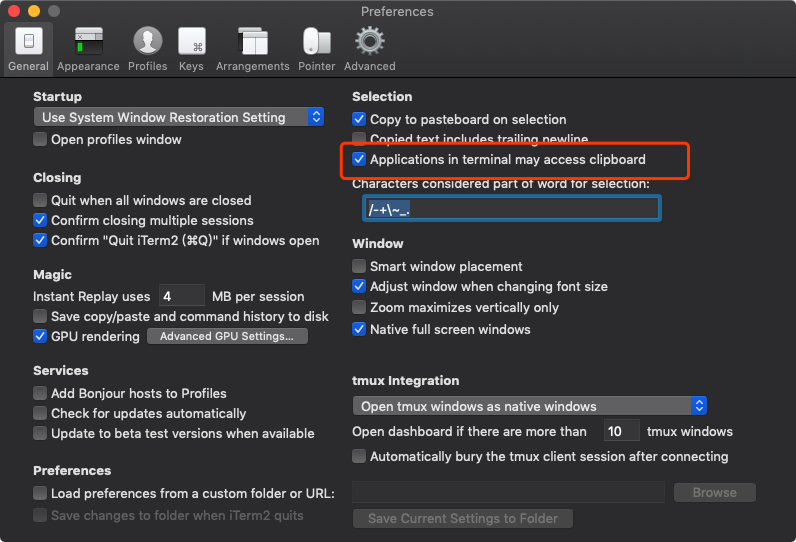 Preferences
General
Appearance
Profiles
Keys
Arrangements
Pointer
Advanced
Startup
Use System Window Restoration Setting
Open profiles window
Closing
Quit when all windows are closed
Confirm closing multiple sessions
Confirm "Quit iTerm2 (⌘Q)" if windows open
Magic
Instant Replay uses 4 MB per session
Save copy/paste and command history to disk
GPU rendering Advanced GPU Settings...
Services
Add Bonjour hosts to Profiles
Check for updates automatically
Update to beta test versions when available
Preferences
Load preferences from a custom folder or URL:
Browse
Save changes to folder when iTerm2 quits
Save Current Settings to Folder
Selection
Copy to pasteboard on selection
Copied text includes trailing newline
Applications in terminal may access clipboard
Characters considered part of word for selection:
/-+\~_.
Window
Smart window placement
Adjust window when changing font size
Zoom maximizes vertically only
Native full screen windows
tmux Integration
Open tmux windows as native windows
Open dashboard if there are more than 10 tmux windows
Automatically bury the tmux client session after connecting